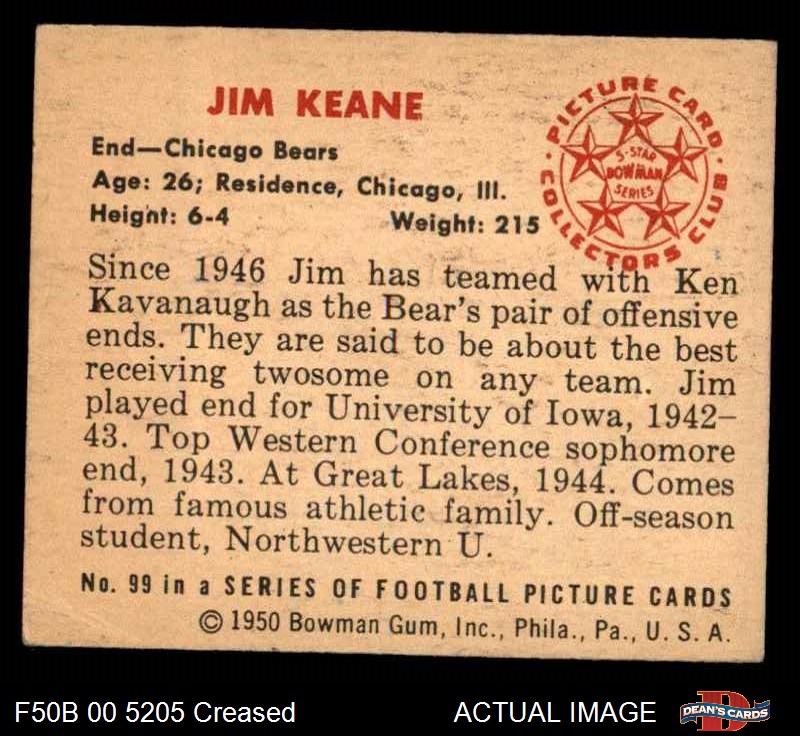 JIM KEANE
End—Chicago Bears
Age: 26; Residence, Chicago, Ill.
Height: 6-4 Weight: 215
PICTURE CARD COLLECTORS CLUB
5-STAR
BOWMAN
SERIES
Since 1946 Jim has teamed with Ken
Kavanaugh as the Bear's pair of offensive
ends. They are said to be about the best
receiving twosome on any team. Jim
played end for University of Iowa, 1942–
43. Top Western Conference sophomore
end, 1943. At Great Lakes, 1944. Comes
from famous athletic family. Off-season
student, Northwestern U.
No. 99 in a SERIES OF FOOTBALL PICTURE CARDS
© 1950 Bowman Gum, Inc., Phila., Pa., U. S. A.
F50B 00 5205 Creased ACTUAL IMAGE
D
DEAN'S CARDS